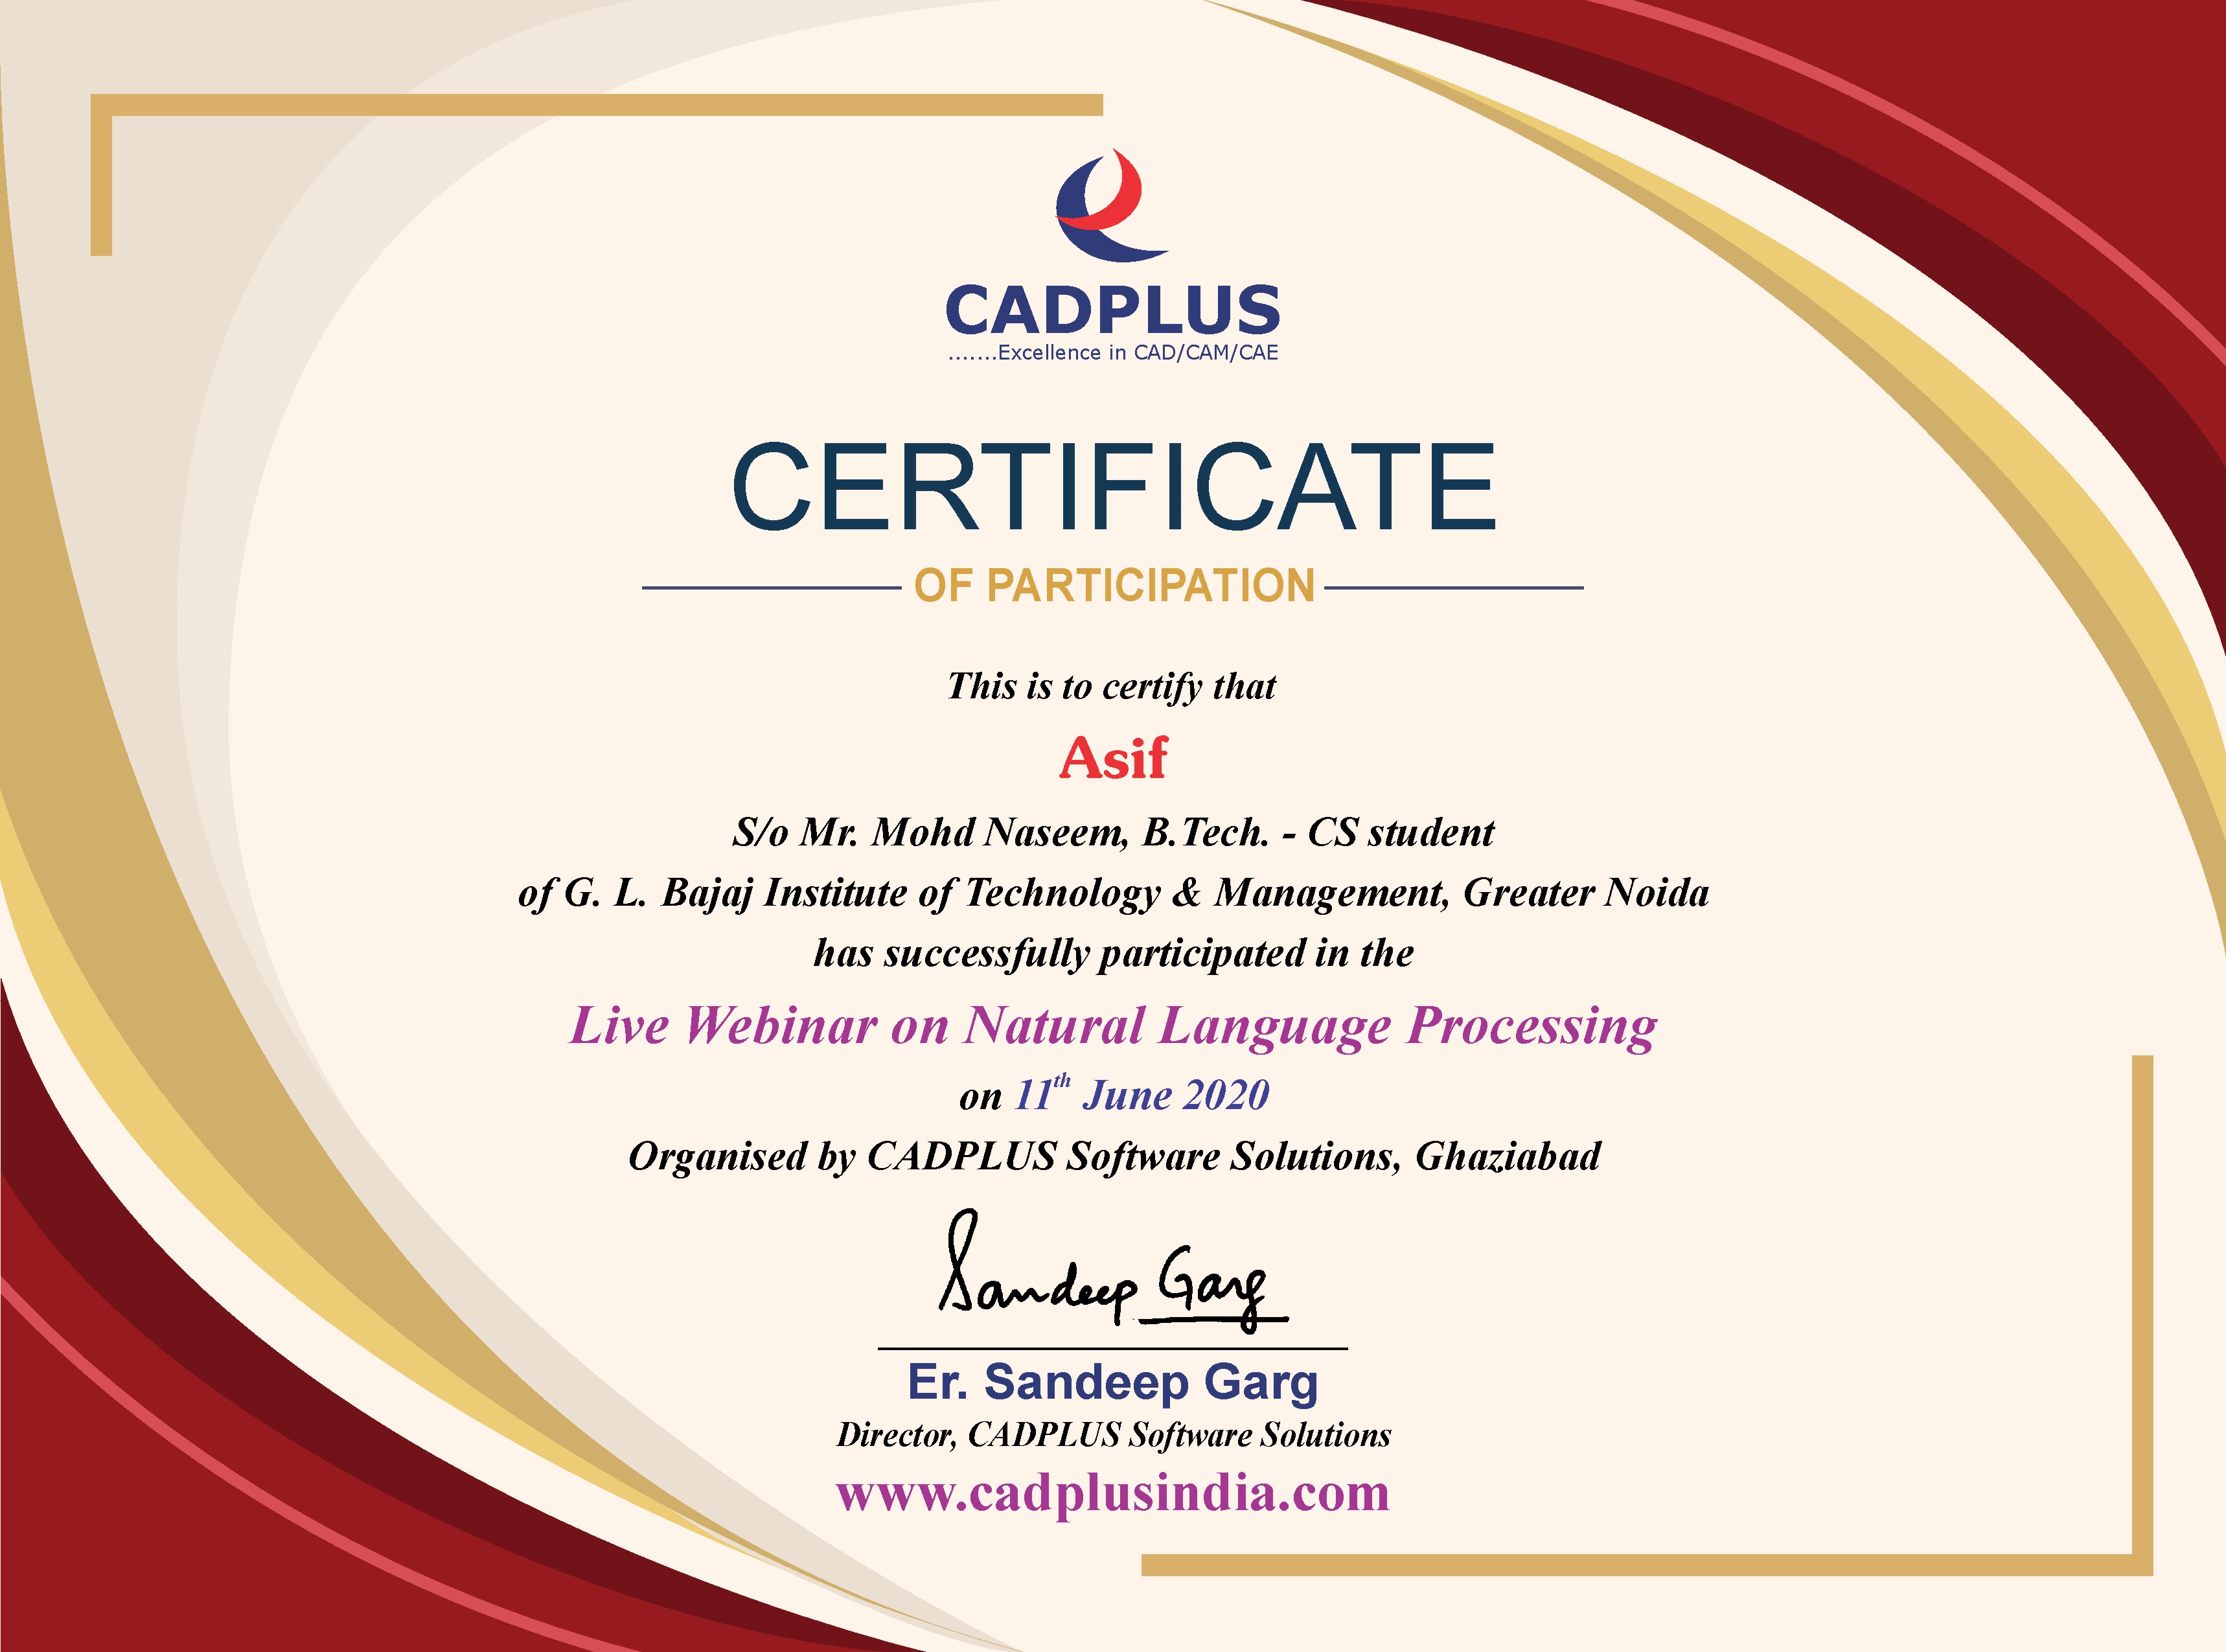 CADPLUS
.......Excellence in CAD/CAM/CAE
CERTIFICATE
OF PARTICIPATION
This is to certify that
Asif
S/o Mr. Mohd Naseem, B.Tech. - CS student
of G. L. Bajaj Institute of Technology & Management, Greater Noida
has successfully participated in the
Live Webinar on Natural Language Processing
on 11th June 2020
Organised by CADPLUS Software Solutions, Ghaziabad
Sandeep Garg
Er. Sandeep Garg
Director, CADPLUS Software Solutions
www.cadplusindia.com